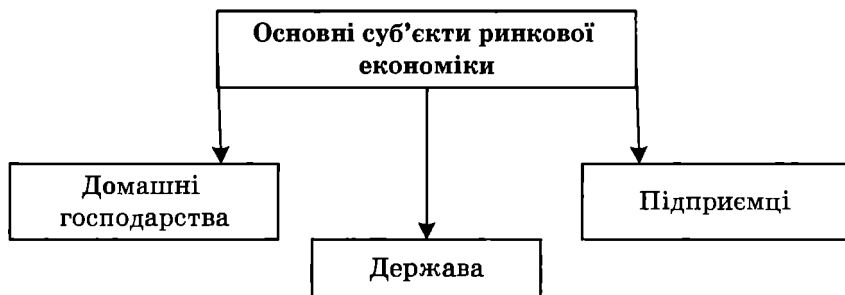 Основні суб’єкти ринкової
економіки
Домашні
господарства
Підприємці
Держава